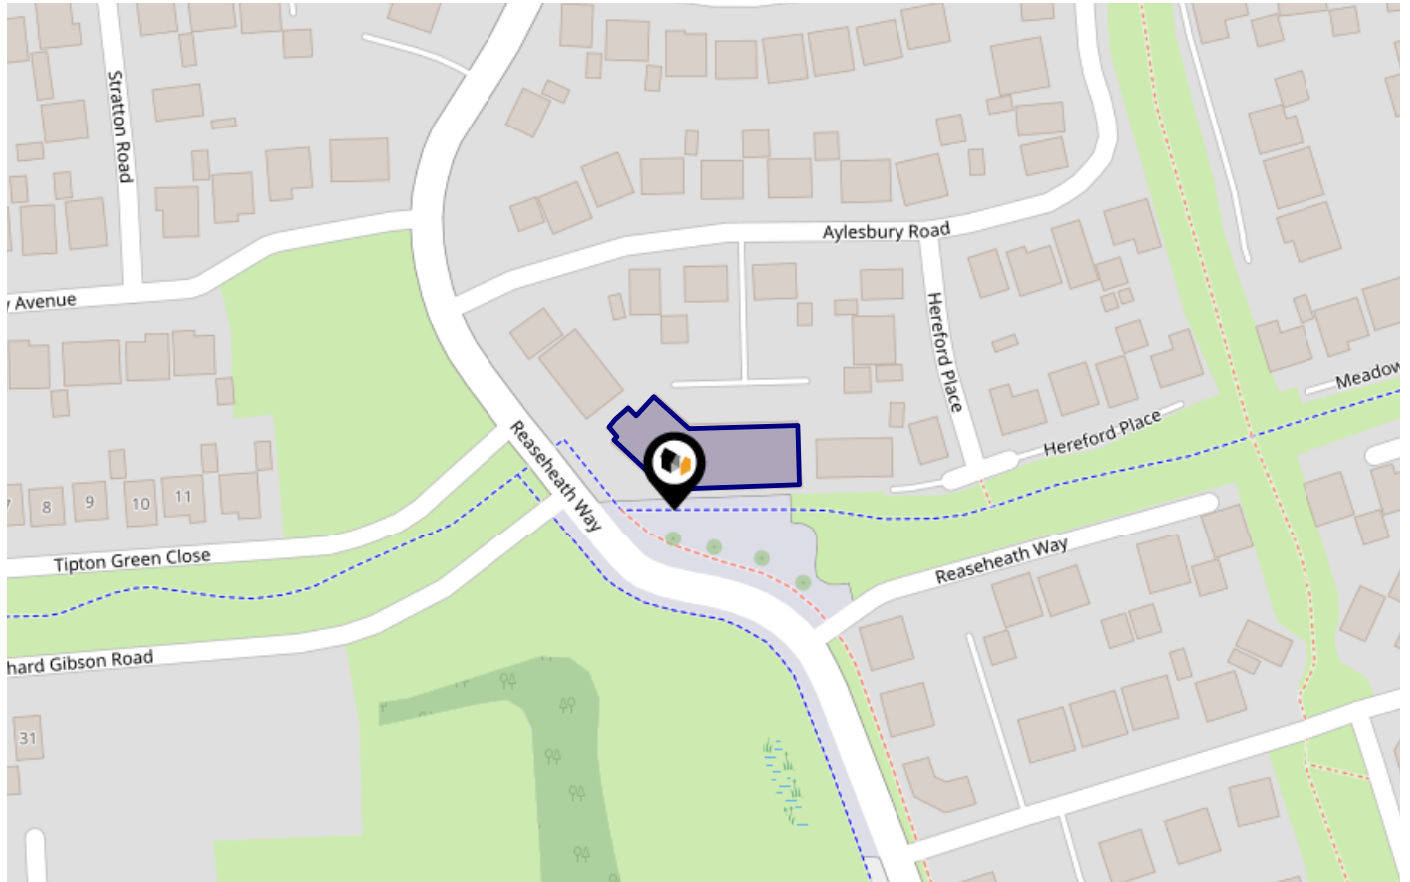 Stratton Road
Aylesbury Road
Avenue
Hereford Place
Meadow
Hereford Place
Reaseheath Way
11
10
9
8
7
Tipton Green Close
Reaseheath Way
hard Gibson Road
31